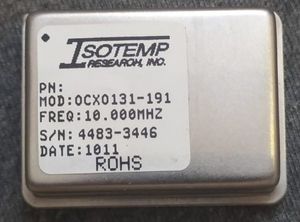 ISOTEMP
RESEARCH, INC.
PN:
MOD:OCXO131-191
FREQ:10.000MHZ
S/N:4483-3446
DATE:1011
ROHS